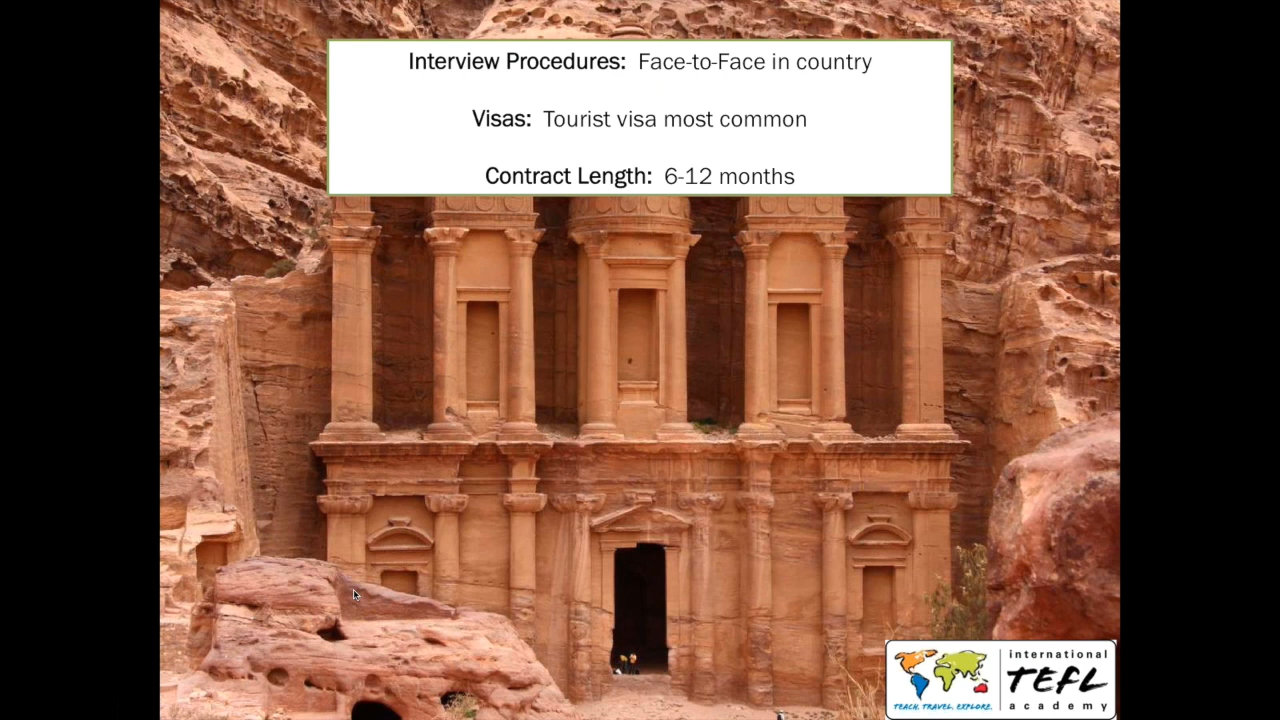 Interview Procedures: Face-to-Face in country
Visas: Tourist visa most common
Contract Length: 6-12 months
international
TEFL
academy
TEACH. TRAVEL. EXPLORE.